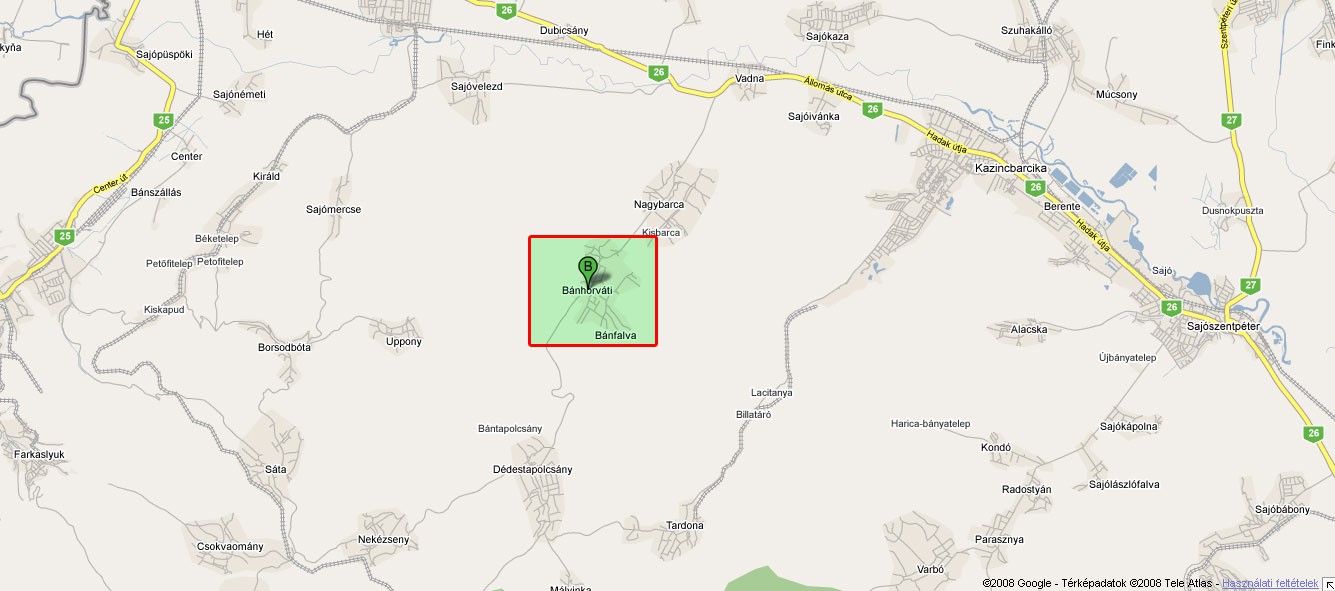 26
Hét
Dubicsány
Sajókaza
Szuhakálló
Szentpéteri ú
Fink
kyňa
Sajópüspöki
26
Vadna
Állomás utca
Sajónémeti
Sajóvelezd
26
Múcsony
Sajóivánka
25
27
Hadak útja
Center
Kazincbarcika
Center út
Királd
26
Bánszállás
Sajómercse
Nagybarca
Berente
Dusnokpuszta
25
Béketelep
Kisbarca
Hadak útja
Petőfitelep
Petofitelep
B
Sajó
27
Bánhorváti
Kiskapud
26
Sajószentpéter
Bánfalva
Alacska
Borsodbóta
Uppony
Újbányatelep
Lacitanya
Billatáró
Harica-bányatelep
Sajókápolna
Bántapolcsány
26
Farkaslyuk
Sáta
Dédestapolcsány
Kondó
Radostyán
Sajólászlófalva
Sajóbábony
Tardona
Csokvaomány
Nekézseny
Parasznya
Varbó
Málvinka
©2008 Google - Térképadatok ©2008 Tele Atlas - Használati feltételek